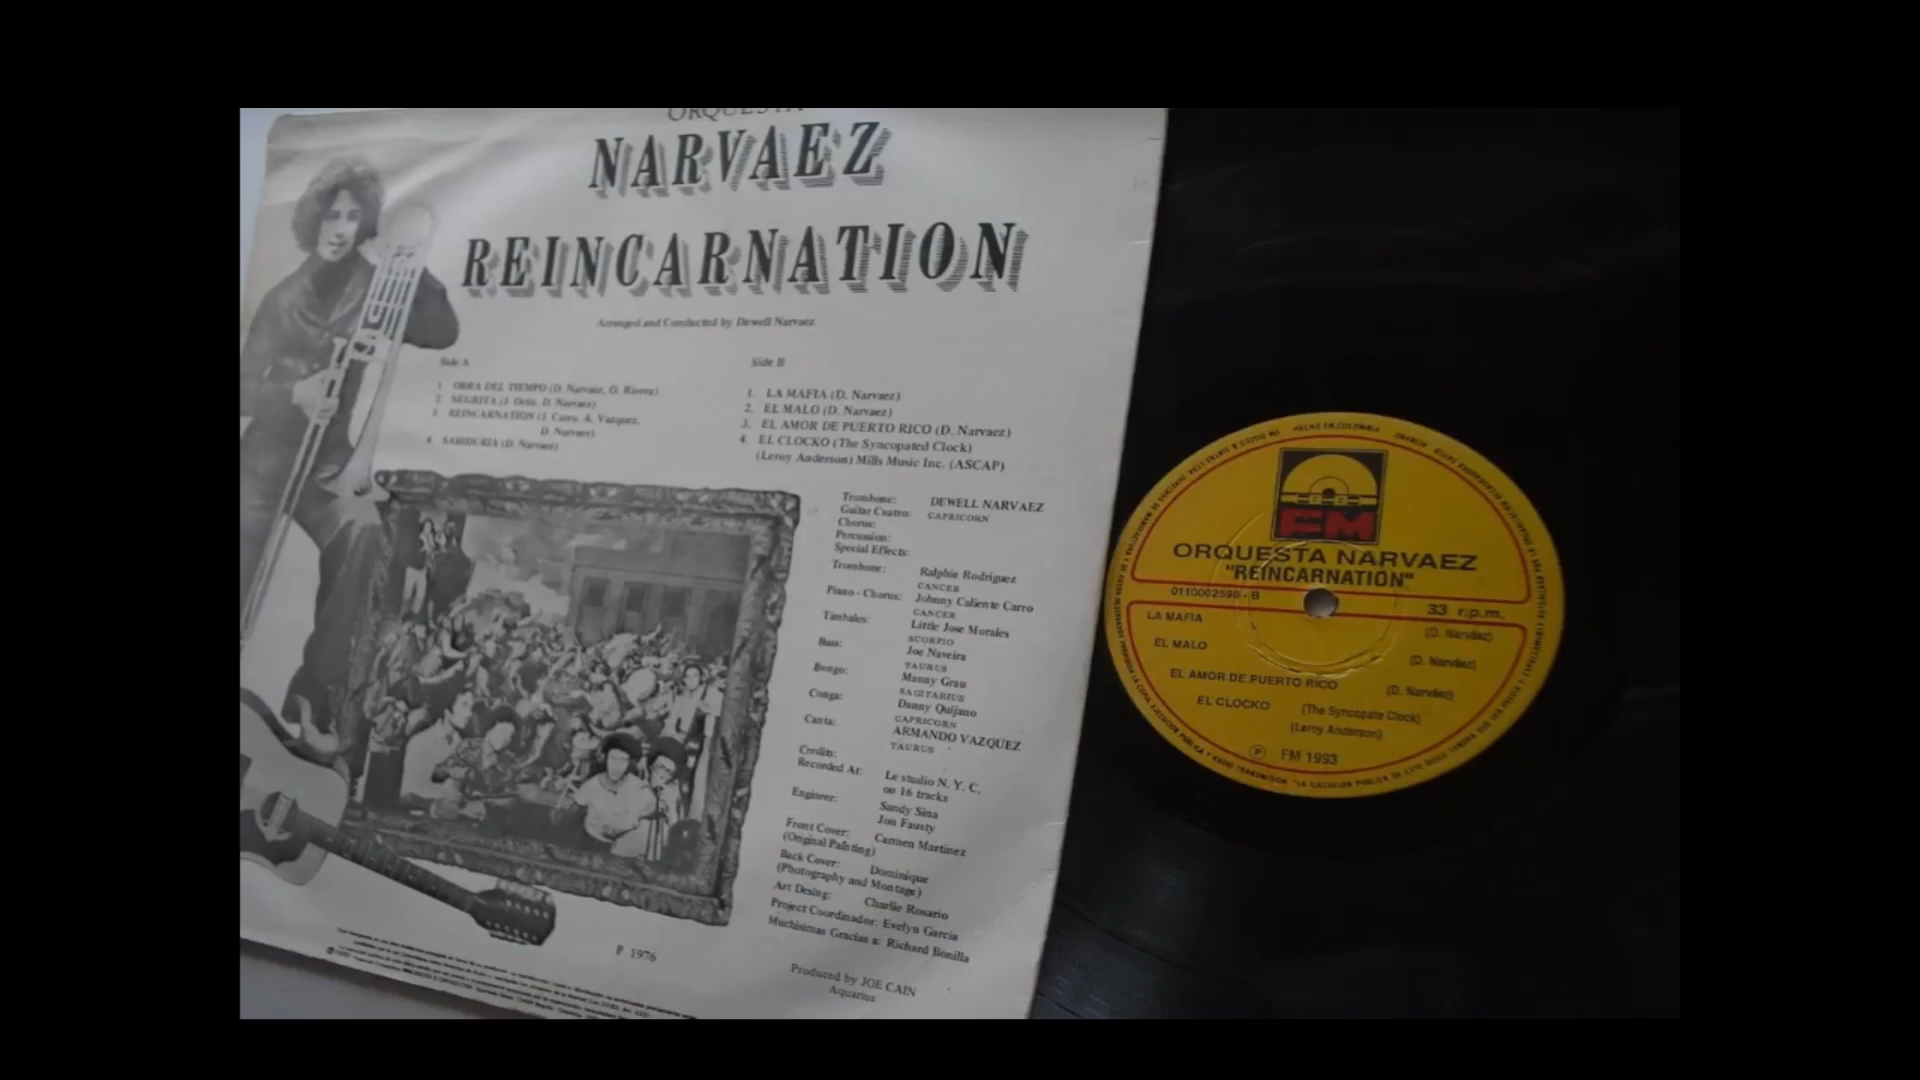 ORQUESTA
NARVAEZ
REINCARNATION
Arranged and Conducted by Dewell Narvaez
Side A
1. OBRA DEL TIEMPO (D. Narvaez, O. Rivera)
2. NEGRITA (J. Ortiz, D. Narvaez)
3. REINCARNATION (J. Carro, A. Vazquez,
D. Narvaez)
4. SABIDURIA (D. Narvaez)
Side B
1. LA MAFIA (D. Narvaez)
2. EL MALO (D. Narvaez)
3. EL AMOR DE PUERTO RICO (D. Narvaez)
4. EL CLOCKO (The Syncopated Clock)
(Leroy Anderson) Mills Music Inc. (ASCAP)
Trombone: DEWELL NARVAEZ
Guitar Cuatro: CAPRICORN
Chorus:
Percussion:
Special Effects:
Trombone: Ralphie Rodriguez
CANCER
Piano - Chorus: Johnny Caliente Carro
CANCER
Timbales: Little Jose Morales
SCORPIO
Bass: Joe Naveira
TAURUS
Bongo: Manny Grau
SAGITARIUS
Conga: Danny Quijano
CAPRICORN
Canta: ARMANDO VAZQUEZ
TAURUS
Credits:
Recorded At: Le studio N. Y. C.
on 16 tracks
Engineer: Sandy Sina
Jon Fausty
Front Cover: Carmen Martinez
(Original Painting)
Back Cover: Dominique
(Photography and Montage)
Art Desing: Charlie Rosario
Project Coordinador: Evelyn Garcia
Muchisimas Gracias a: Richard Bonilla
P 1976
Produced by JOE CAIN
Aquarius
FM
ORQUESTA NARVAEZ
"REINCARNATION"
0110002598 - B
33 r.p.m.
LA MAFIA (D. Narváez)
EL MALO (D. Narváez)
EL AMOR DE PUERTO RICO (D. Narváez)
EL CLOCKO (The Syncopate Clock)
(Leroy Anderson)
Ⓟ FM 1993
HECHO EN COLOMBIA